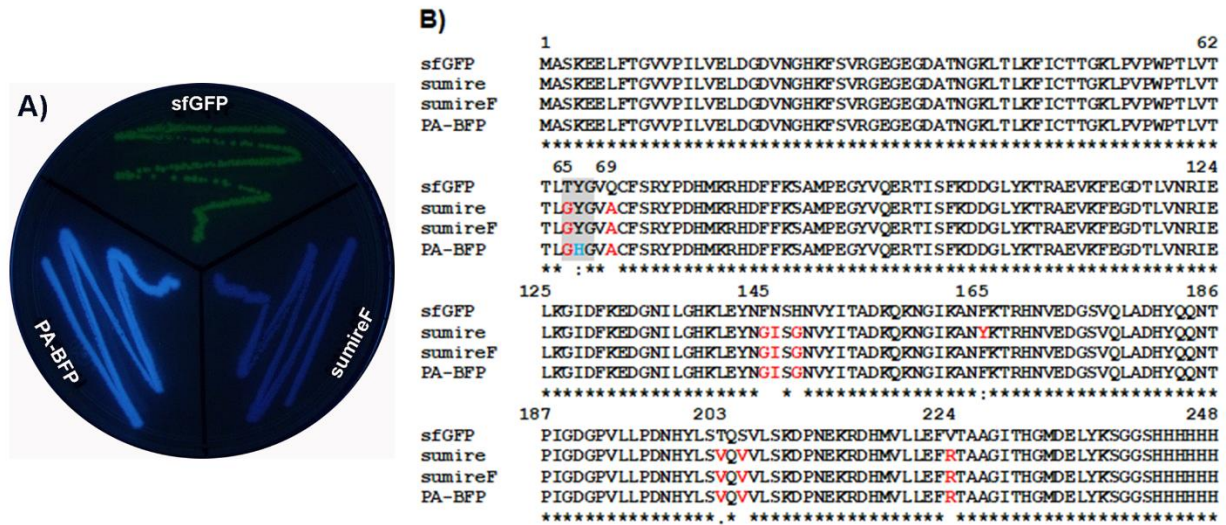 A)
sfGFP
PA-BFP
sumireF
B)
1 62
sfGFP MASKEELFTGVVPILVELDGDVNGHKFSVRGEGEGDATNGKLTLKFICTTGKLPVPWPTLVT
sumire MASKEELFTGVVPILVELDGDVNGHKFSVRGEGEGDATNGKLTLKFICTTGKLPVPWPTLVT
sumireF MASKEELFTGVVPILVELDGDVNGHKFSVRGEGEGDATNGKLTLKFICTTGKLPVPWPTLVT
PA-BFP MASKEELFTGVVPILVELDGDVNGHKFSVRGEGEGDATNGKLTLKFICTTGKLPVPWPTLVT
**************************************************************
65 69 124
sfGFP TLTYGVQCFSRYPDHMKRHDFFKSAMPEGYVQERTISFKDDGLYKTRAEVKFEGDTLVNRIE
sumire TLGYGVACFSRYPDHMKRHDFFKSAMPEGYVQERTISFKDDGLYKTRAEVKFEGDTLVNRIE
sumireF TLGYGVACFSRYPDHMKRHDFFKSAMPEGYVQERTISFKDDGLYKTRAEVKFEGDTLVNRIE
PA-BFP TLGHGVACFSRYPDHMKRHDFFKSAMPEGYVQERTISFKDDGLYKTRAEVKFEGDTLVNRIE
** :** *******************************************************
125 145 165 186
sfGFP LKGIDFKEDGNILGHKLEYNFNSHNVYITADKQKNGIKANFKTRHNVEDGSVQLADHYQQNT
sumire LKGIDFKEDGNILGHKLEYNGISGNVYITADKQKNGIKANYKTRHNVEDGSVQLADHYQQNT
sumireF LKGIDFKEDGNILGHKLEYNGISGNVYITADKQKNGIKANFKTRHNVEDGSVQLADHYQQNT
PA-BFP LKGIDFKEDGNILGHKLEYNGISGNVYITADKQKNGIKANFKTRHNVEDGSVQLADHYQQNT
********************  * ****************:*********************
187 203 224 248
sfGFP PIGDGPVLLPDNHYLSTQSVLSKDPNEKRDHMVLLEFVTAAGITHGMDELYKSGGSHHHHHH
sumire PIGDGPVLLPDNHYLSVQVVLSKDPNEKRDHMVLLEFRTAAGITHGMDELYKSGGSHHHHHH
sumireF PIGDGPVLLPDNHYLSVQVVLSKDPNEKRDHMVLLEFRTAAGITHGMDELYKSGGSHHHHHH
PA-BFP PIGDGPVLLPDNHYLSVQVVLSKDPNEKRDHMVLLEFRTAAGITHGMDELYKSGGSHHHHHH
****************.* ****************** ************************